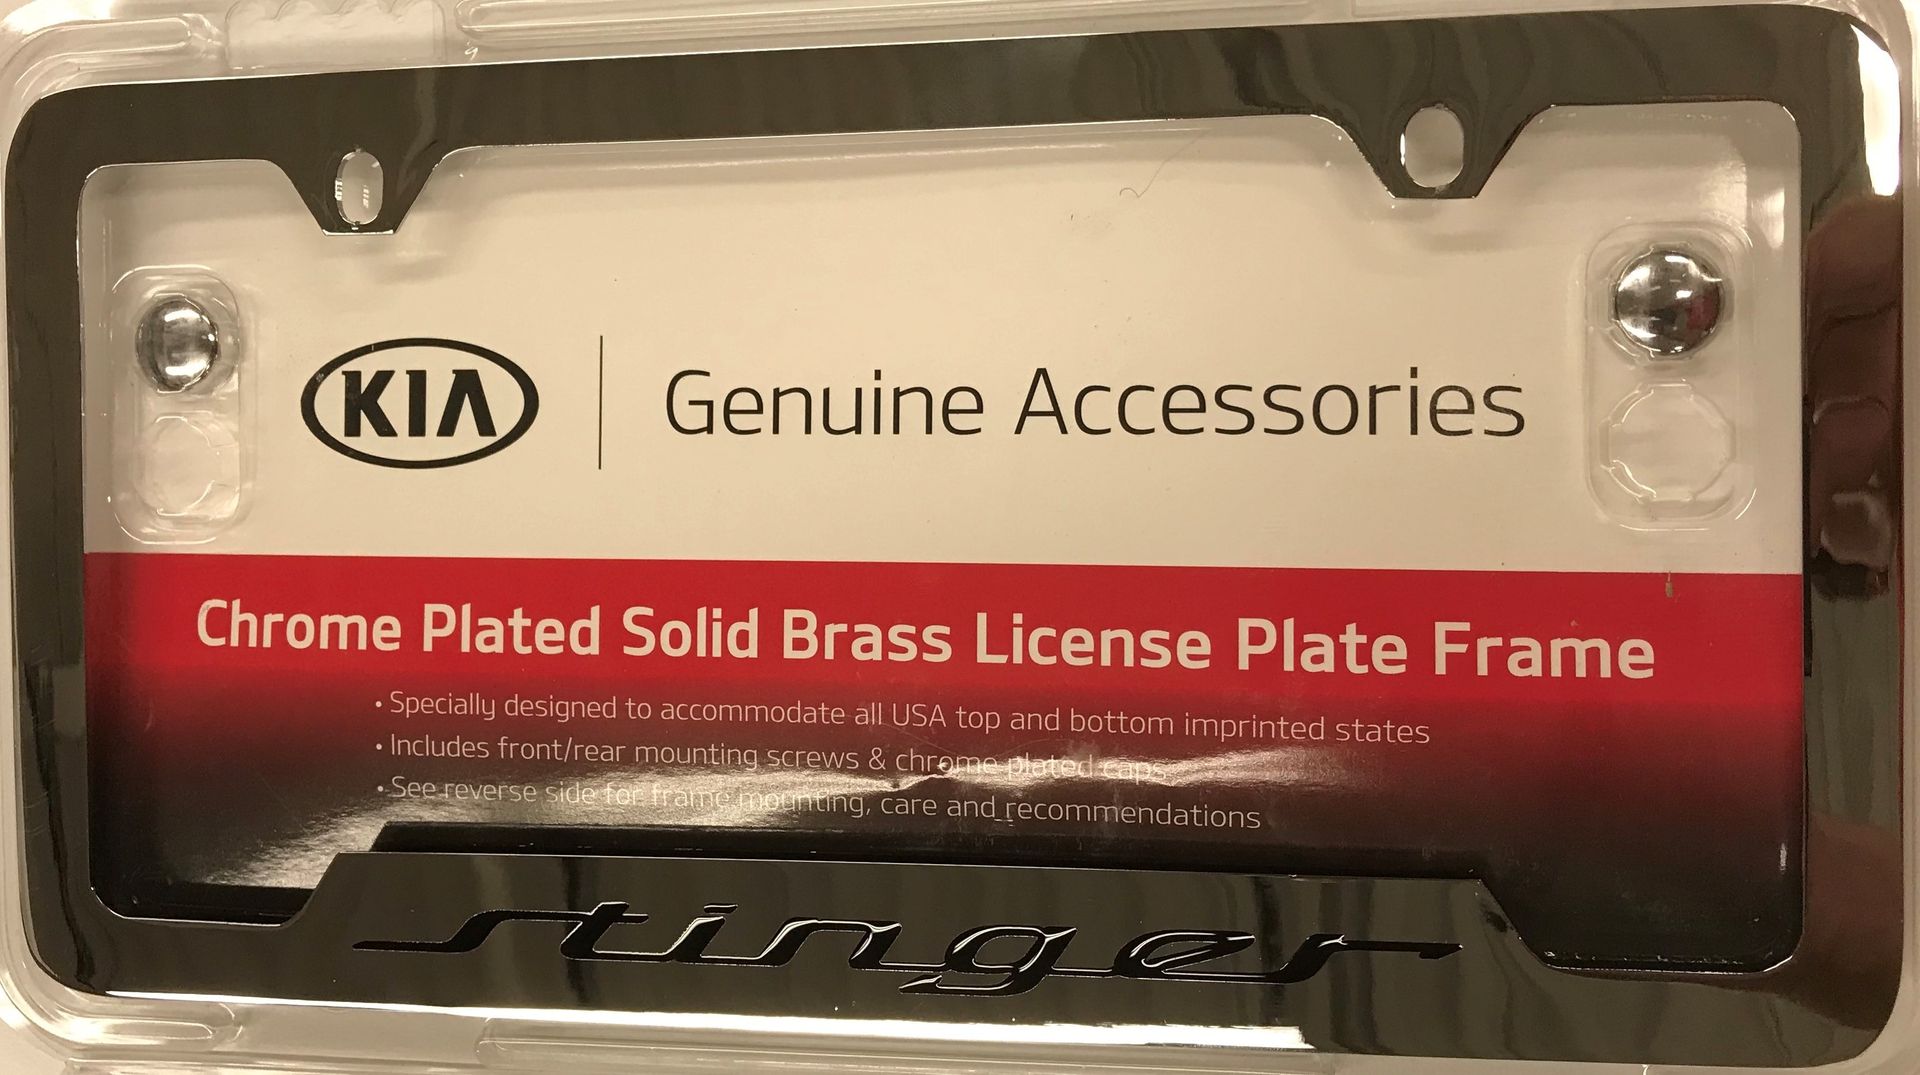 KIA | Genuine Accessories
Chrome Plated Solid Brass License Plate Frame
• Specially designed to accommodate all USA top and bottom imprinted states
• Includes front/rear mounting screws & chrome plated caps
• See reverse side for frame mounting, care and recommendations
stinger